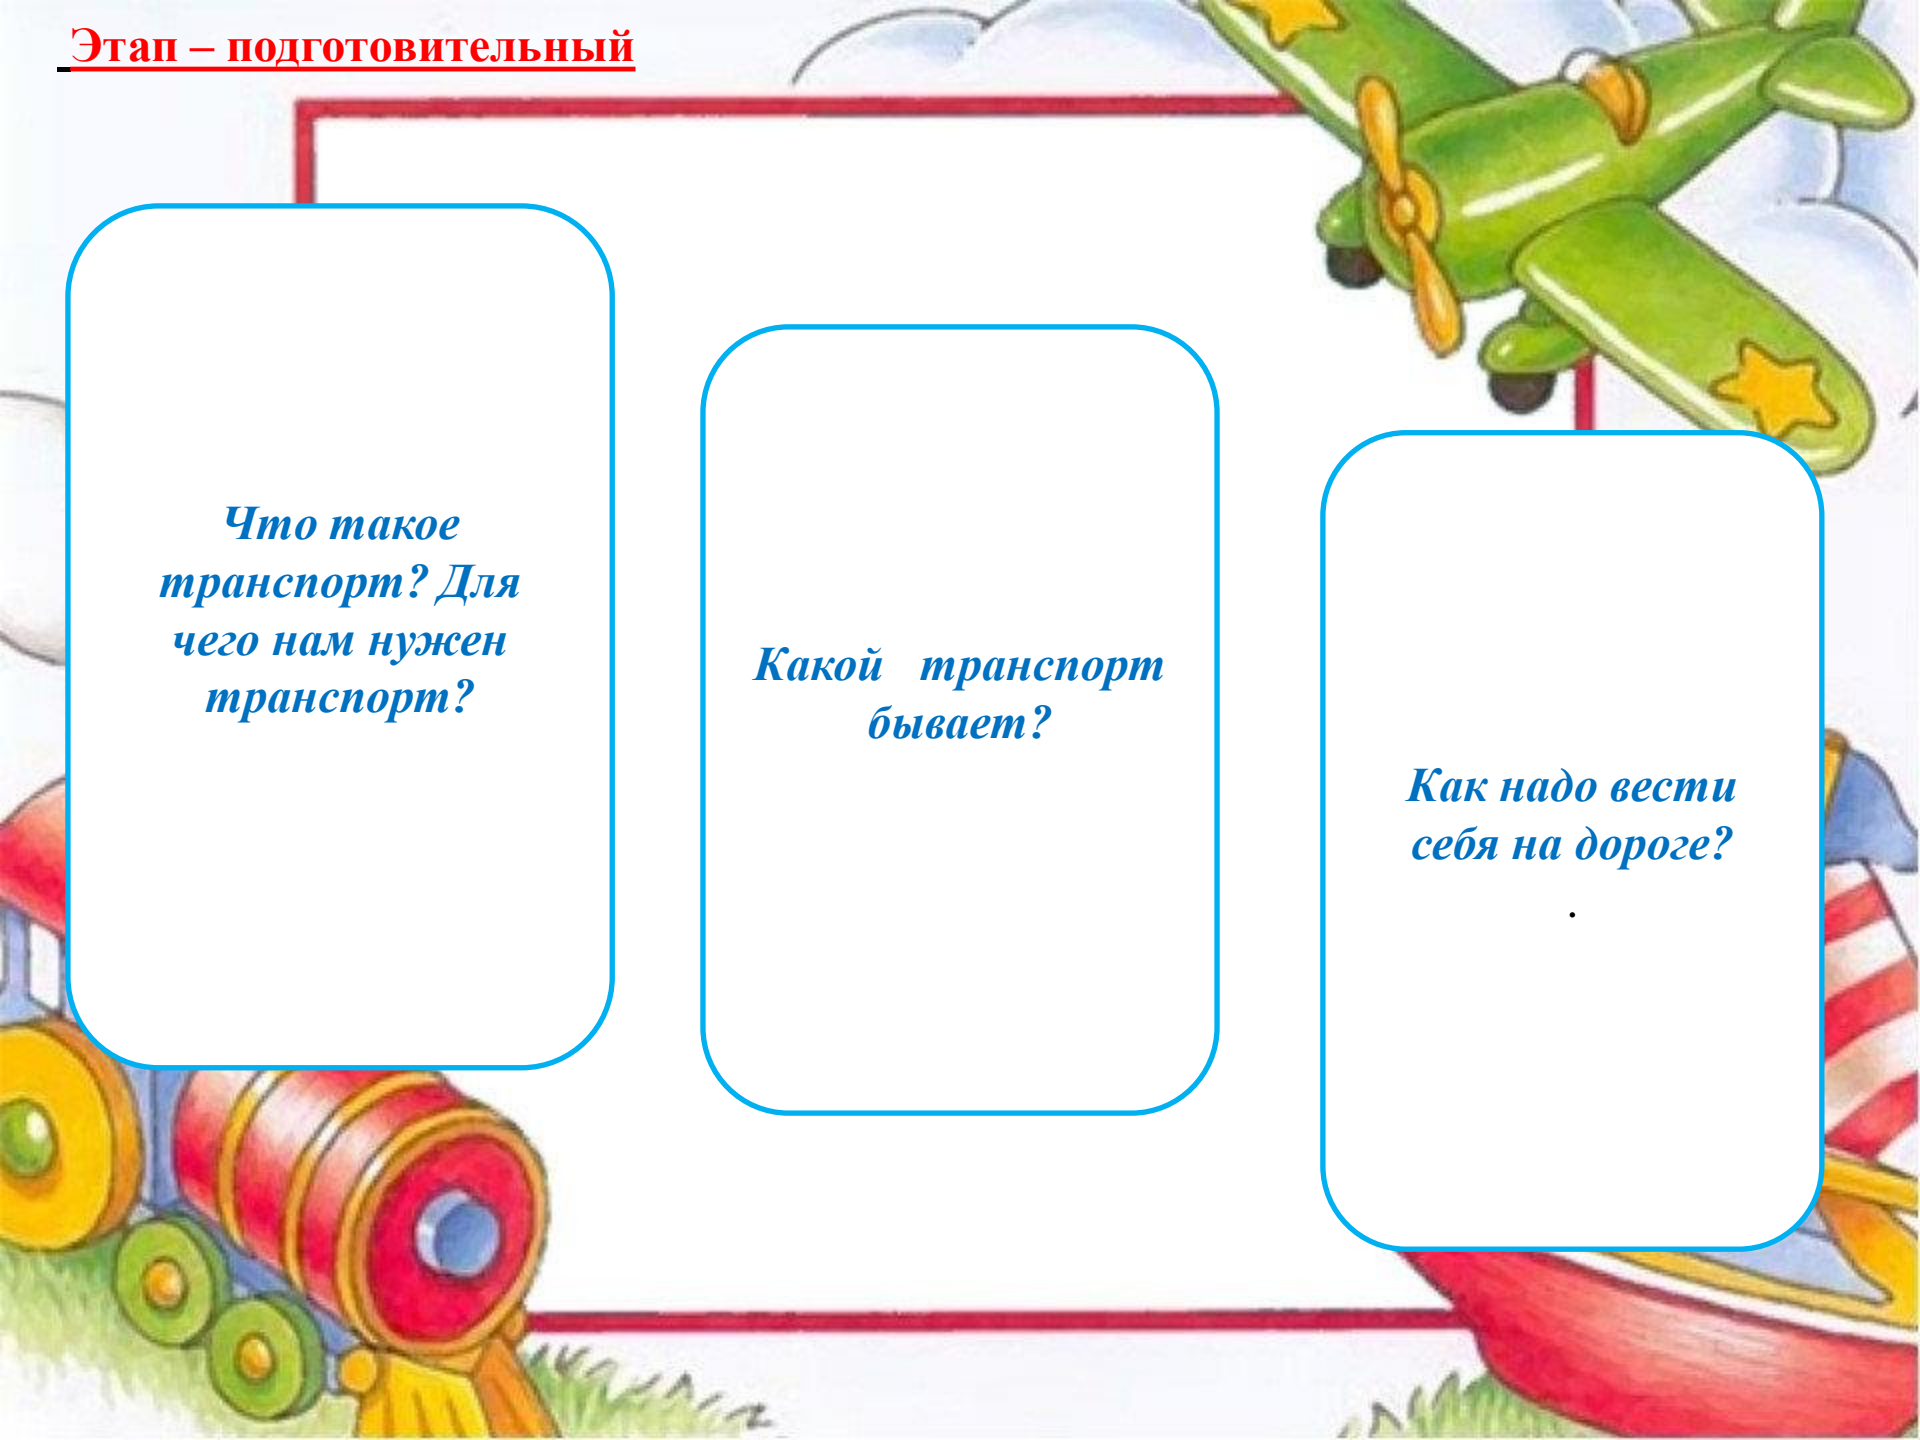 Этап – подготовительный
Что такое
транспорт? Для
чего нам нужен
транспорт?
Какой транспорт
бывает?
Как надо вести
себя на дороге?
.